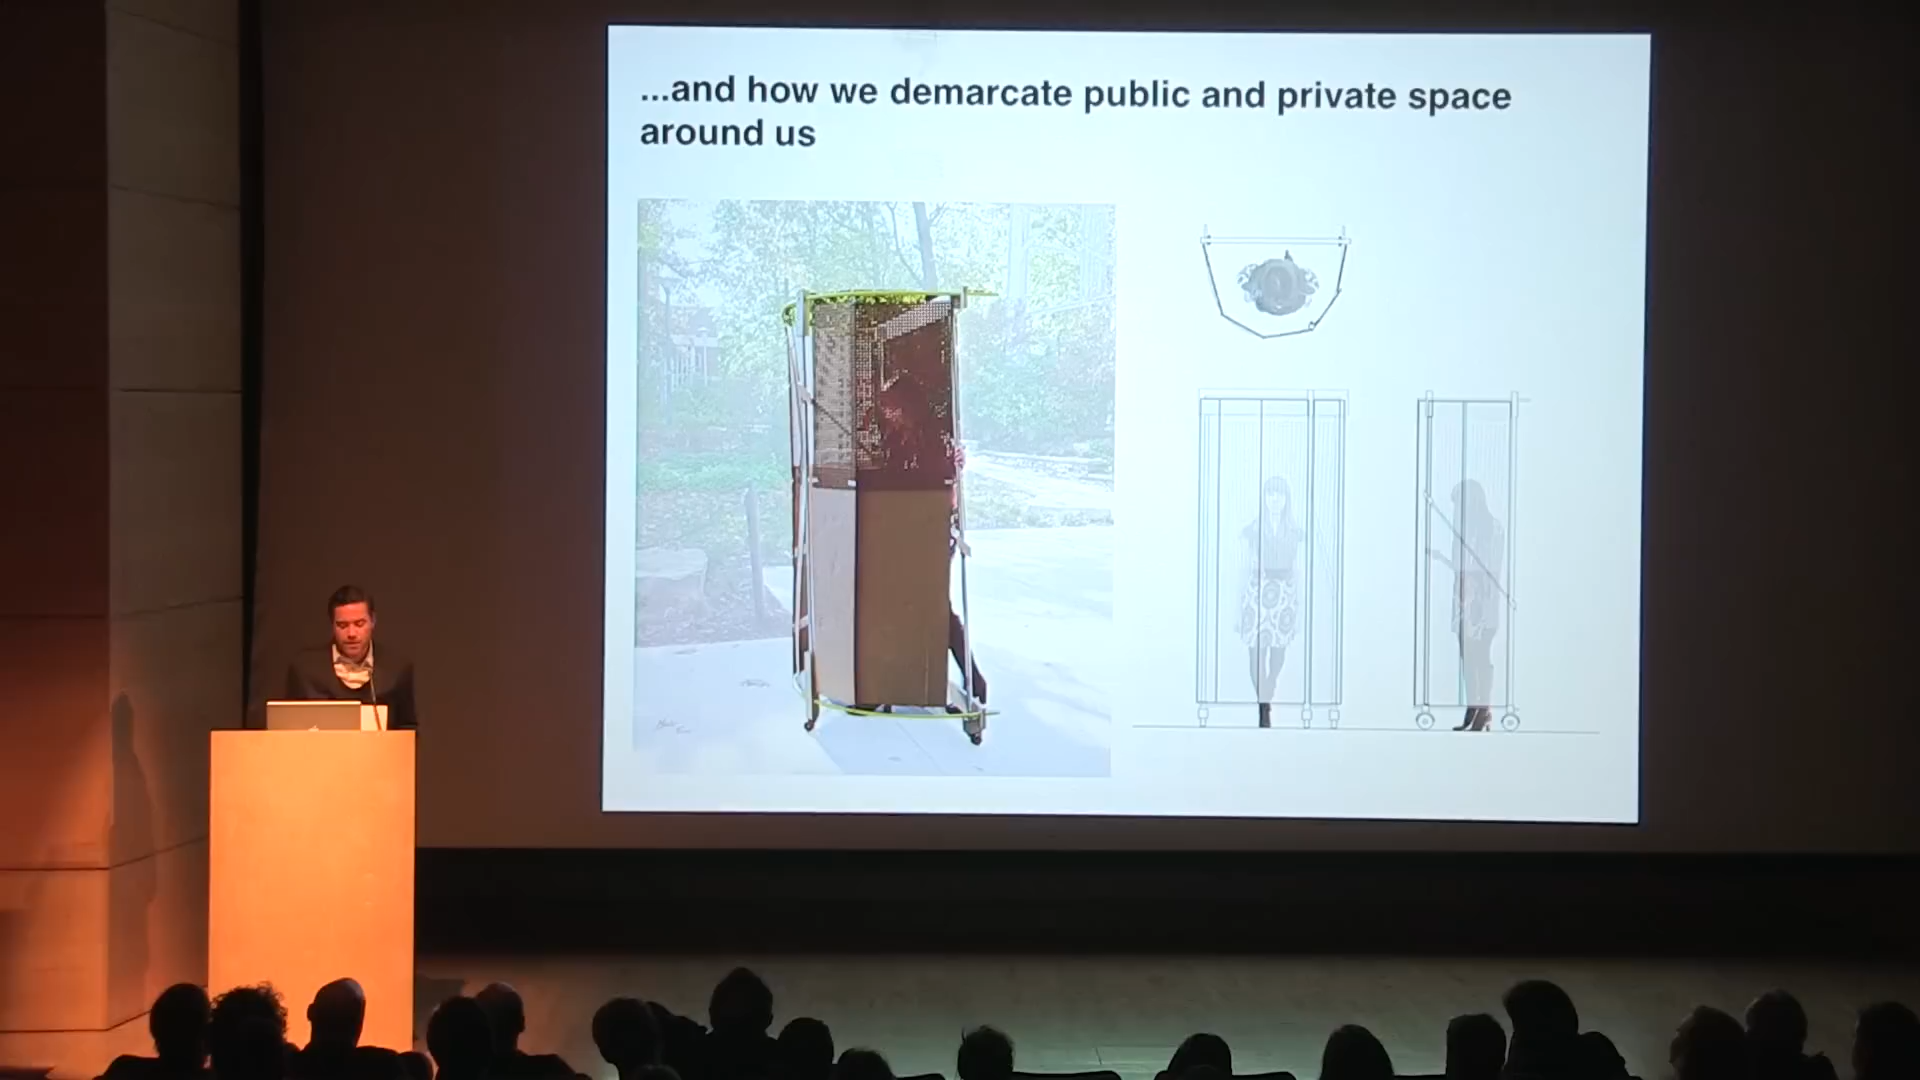 ...and how we demarcate public and private space
around us